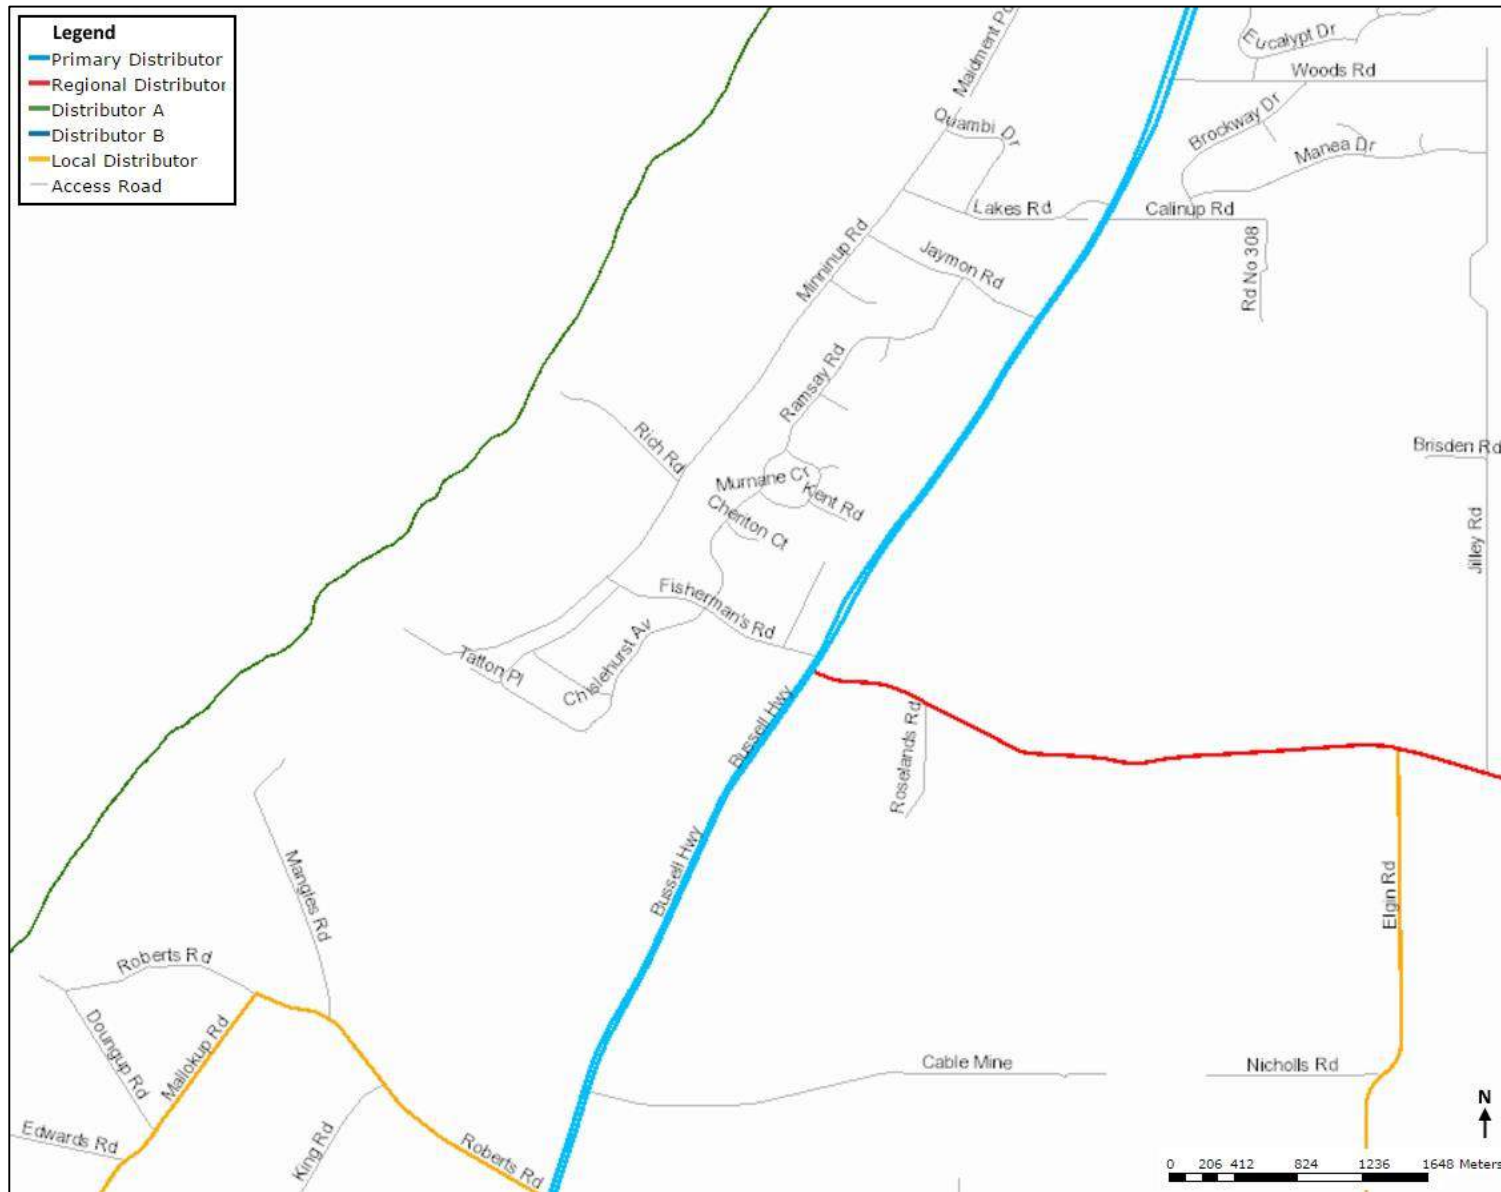 Legend
Primary Distributor
Regional Distributor
Distributor A
Distributor B
Local Distributor
Access Road
Maidment
Eucalypt Dr
Woods Rd
Quambi Dr
Brockway Dr
Manea Dr
Lakes Rd
Calinup Rd
Minninup Rd
Jaymon Rd
Rd No 308
Ramsay Rd
Rich Rd
Brisden Rd
Murnane Cr
Kent Rd
Cheriton Ct
Jilley Rd
Fisherman's Rd
Tatton Pl
Chislehurst Av
Bussell Hwy
Roselands Rd
Bussell Hwy
Mangles Rd
Elgin Rd
Roberts Rd
Doungup Rd
Mallokup Rd
Cable Mine
Nicholls Rd
Edwards Rd
King Rd
Roberts Rd
N
0 206 412 824 1236 1648 Meters